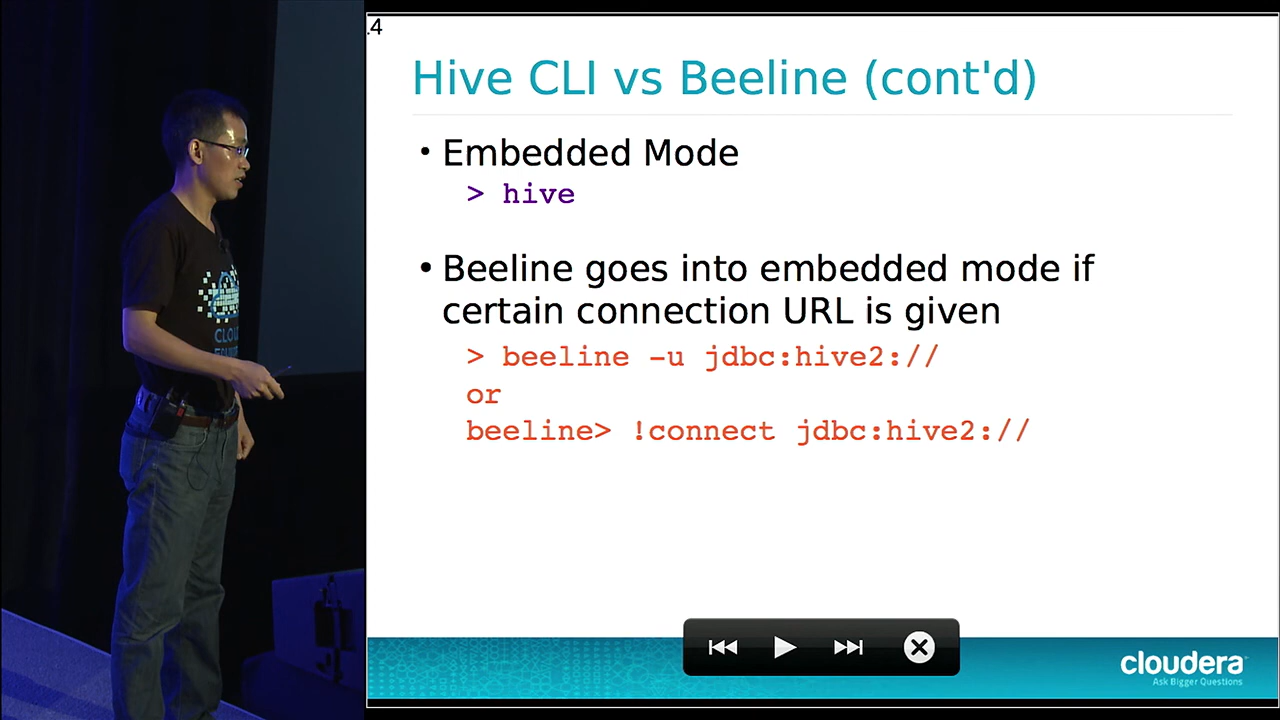 .4
Hive CLI vs Beeline (cont'd)
• Embedded Mode
> hive
• Beeline goes into embedded mode if
certain connection URL is given
> beeline –u jdbc:hive2://
or
beeline> !connect jdbc:hive2://
cloudera
Ask Bigger Questions
CLOU